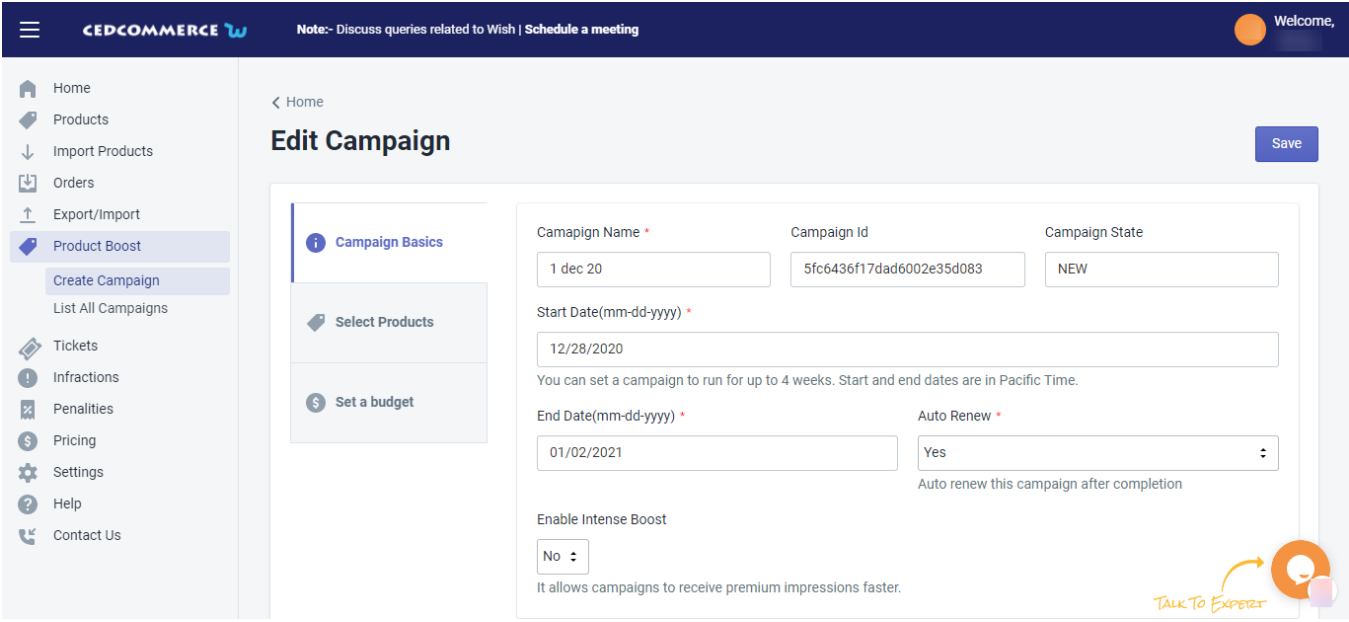 CEDCOMMERCE
Note:- Discuss queries related to Wish | Schedule a meeting
Welcome,
Home
Products
Import Products
Orders
Export/Import
Product Boost
Create Campaign
List All Campaigns
Tickets
Infractions
Penalities
Pricing
Settings
Help
Contact Us
Home
Edit Campaign
Save
Campaign Basics
Select Products
Set a budget
Camapign Name *
Campaign Id
Campaign State
1 dec 20
5fc6436f17dad6002e35d083
NEW
Start Date(mm-dd-yyyy) *
12/28/2020
You can set a campaign to run for up to 4 weeks. Start and end dates are in Pacific Time.
End Date(mm-dd-yyyy) *
Auto Renew *
01/02/2021
Yes
Auto renew this campaign after completion
Enable Intense Boost
No
It allows campaigns to receive premium impressions faster.
Talk To Expert